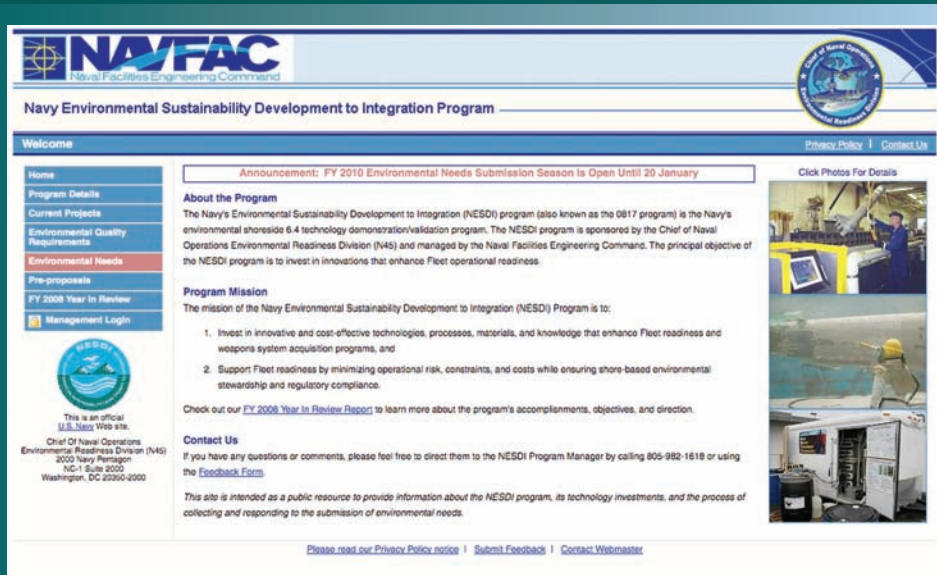 NAVFAC
Naval Facilities Engineering Command
Chief of Naval Operations
Environmental Readiness Division
Navy Environmental Sustainability Development to Integration Program
Welcome
Privacy Policy | Contact Us
Home
Program Details
Current Projects
Environmental Quality
Requirements
Environmental Needs
Pre-proposals
FY 2008 Year In Review
Management Login
NESDI
This is an official
U.S. Navy Web site.
Chief Of Naval Operations
Environmental Readiness Division (N45)
2000 Navy Pentagon
NC-1 Suite 2000
Washington, DC 20350-2000
Announcement: FY 2010 Environmental Needs Submission Season Is Open Until 20 January
About the Program
The Navy's Environmental Sustainability Development to Integration (NESDI) program (also known as the 0817 program) is the Navy's
environmental shoreside 6.4 technology demonstration/validation program. The NESDI program is sponsored by the Chief of Naval
Operations Environmental Readiness Division (N45) and managed by the Naval Facilities Engineering Command. The principal objective of
the NESDI program is to invest in innovations that enhance Fleet operational readiness.
Program Mission
The mission of the Navy Environmental Sustainability Development to Integration (NESDI) Program is to:
1. Invest in innovative and cost-effective technologies, processes, materials, and knowledge that enhance Fleet readiness and
weapons system acquisition programs, and
2. Support Fleet readiness by minimizing operational risk, constraints, and costs while ensuring shore-based environmental
stewardship and regulatory compliance.
Check out our FY 2008 Year In Review Report to learn more about the program's accomplishments, objectives, and direction.
Contact Us
If you have any questions or comments, please feel free to direct them to the NESDI Program Manager by calling 805-982-1618 or using
the Feedback Form.
This site is intended as a public resource to provide information about the NESDI program, its technology investments, and the process of
collecting and responding to the submission of environmental needs.
Click Photos For Details
Please read our Privacy Policy notice | Submit Feedback | Contact Webmaster